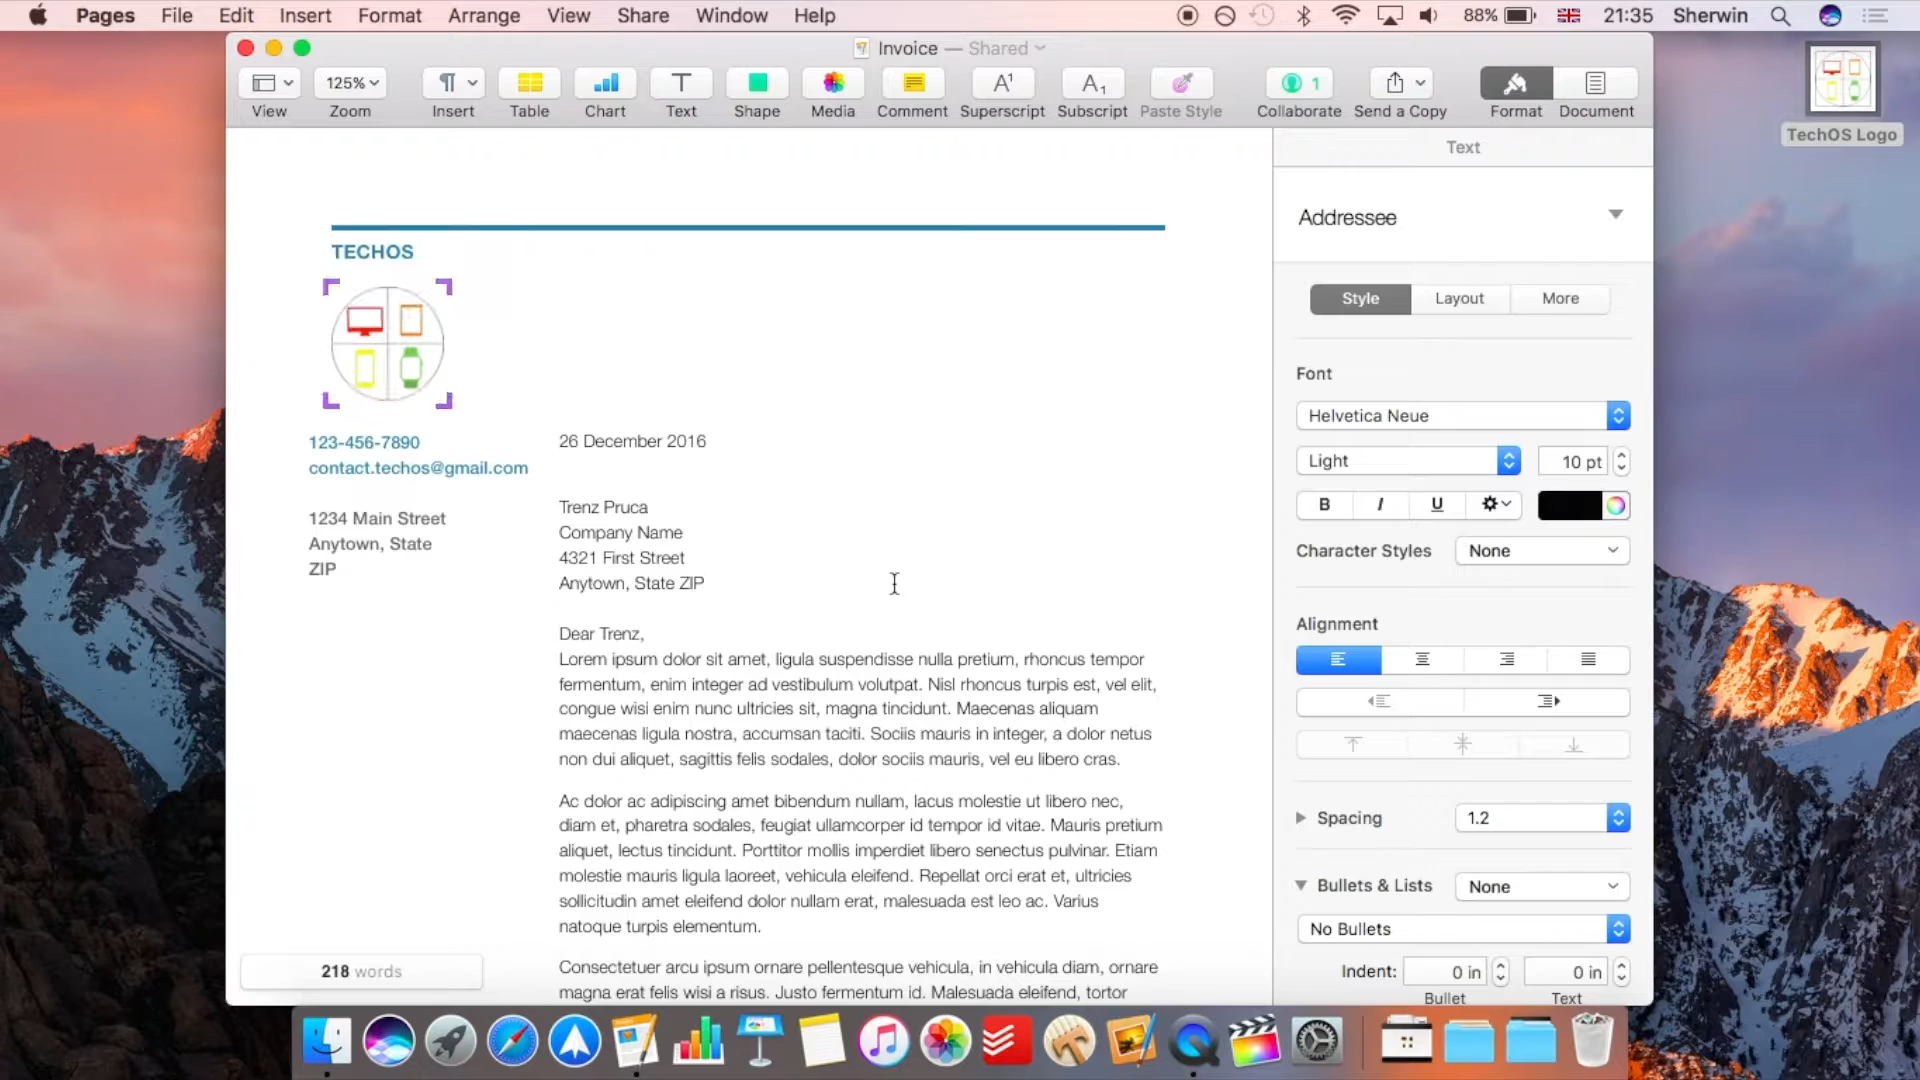 Pages File Edit Insert Format Arrange View Share Window Help 88% 21:35 Sherwin
Invoice — Shared
125%
1
View Zoom Insert Table Chart Text Shape Media Comment Superscript Subscript Paste Style Collaborate Send a Copy Format Document
TechOS Logo
Text
Addressee
Style Layout More
Font
Helvetica Neue
Light 10 pt
B I U
Character Styles None
Alignment
Spacing 1.2
Bullets & Lists None
No Bullets
Indent: 0 in 0 in
Bullet Text
TECHOS
123-456-7890
contact.techos@gmail.com
1234 Main Street
Anytown, State
ZIP
26 December 2016
Trenz Pruca
Company Name
4321 First Street
Anytown, State ZIP
Dear Trenz,
Lorem ipsum dolor sit amet, ligula suspendisse nulla pretium, rhoncus tempor
fermentum, enim integer ad vestibulum volutpat. Nisl rhoncus turpis est, vel elit,
congue wisi enim nunc ultricies sit, magna tincidunt. Maecenas aliquam
maecenas ligula nostra, accumsan taciti. Sociis mauris in integer, a dolor netus
non dui aliquet, sagittis felis sodales, dolor sociis mauris, vel eu libero cras.
Ac dolor ac adipiscing amet bibendum nullam, lacus molestie ut libero nec,
diam et, pharetra sodales, feugiat ullamcorper id tempor id vitae. Mauris pretium
aliquet, lectus tincidunt. Porttitor mollis imperdiet libero senectus pulvinar. Etiam
molestie mauris ligula laoreet, vehicula eleifend. Repellat orci erat et, ultricies
sollicitudin amet eleifend dolor nullam erat, malesuada est leo ac. Varius
natoque turpis elementum.
Consectetuer arcu ipsum ornare pellentesque vehicula, in vehicula diam, ornare
magna erat felis wisi a risus. Justo fermentum id. Malesuada eleifend, tortor
218 words